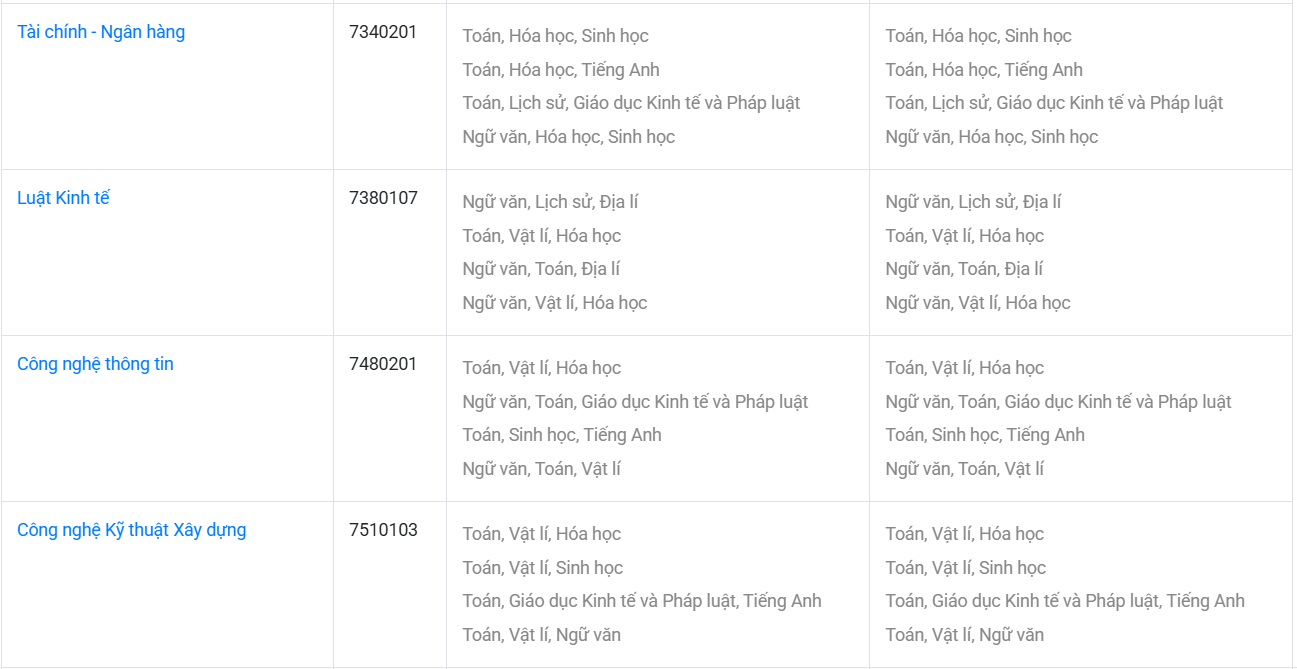 Tài chính - Ngân hàng
7340201
Toán, Hóa học, Sinh học
Toán, Hóa học, Tiếng Anh
Toán, Lịch sử, Giáo dục Kinh tế và Pháp luật
Ngữ văn, Hóa học, Sinh học
Toán, Hóa học, Sinh học
Toán, Hóa học, Tiếng Anh
Toán, Lịch sử, Giáo dục Kinh tế và Pháp luật
Ngữ văn, Hóa học, Sinh học
Luật Kinh tế
7380107
Ngữ văn, Lịch sử, Địa lí
Toán, Vật lí, Hóa học
Ngữ văn, Toán, Địa lí
Ngữ văn, Vật lí, Hóa học
Ngữ văn, Lịch sử, Địa lí
Toán, Vật lí, Hóa học
Ngữ văn, Toán, Địa lí
Ngữ văn, Vật lí, Hóa học
Công nghệ thông tin
7480201
Toán, Vật lí, Hóa học
Ngữ văn, Toán, Giáo dục Kinh tế và Pháp luật
Toán, Sinh học, Tiếng Anh
Ngữ văn, Toán, Vật lí
Toán, Vật lí, Hóa học
Ngữ văn, Toán, Giáo dục Kinh tế và Pháp luật
Toán, Sinh học, Tiếng Anh
Ngữ văn, Toán, Vật lí
Công nghệ Kỹ thuật Xây dựng
7510103
Toán, Vật lí, Hóa học
Toán, Vật lí, Sinh học
Toán, Giáo dục Kinh tế và Pháp luật, Tiếng Anh
Toán, Vật lí, Ngữ văn
Toán, Vật lí, Hóa học
Toán, Vật lí, Sinh học
Toán, Giáo dục Kinh tế và Pháp luật, Tiếng Anh
Toán, Vật lí, Ngữ văn